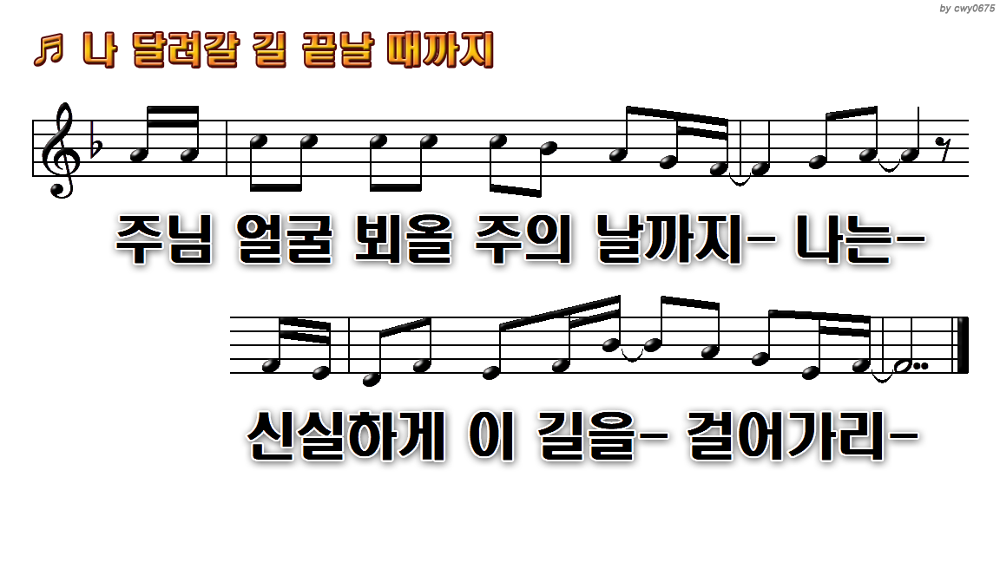 by cwy0675
♬ 나 달려갈 길 끝날 때까지
주님 얼굴 뵈올 주의 날까지- 나는-
신실하게 이 길을- 걸어가리-